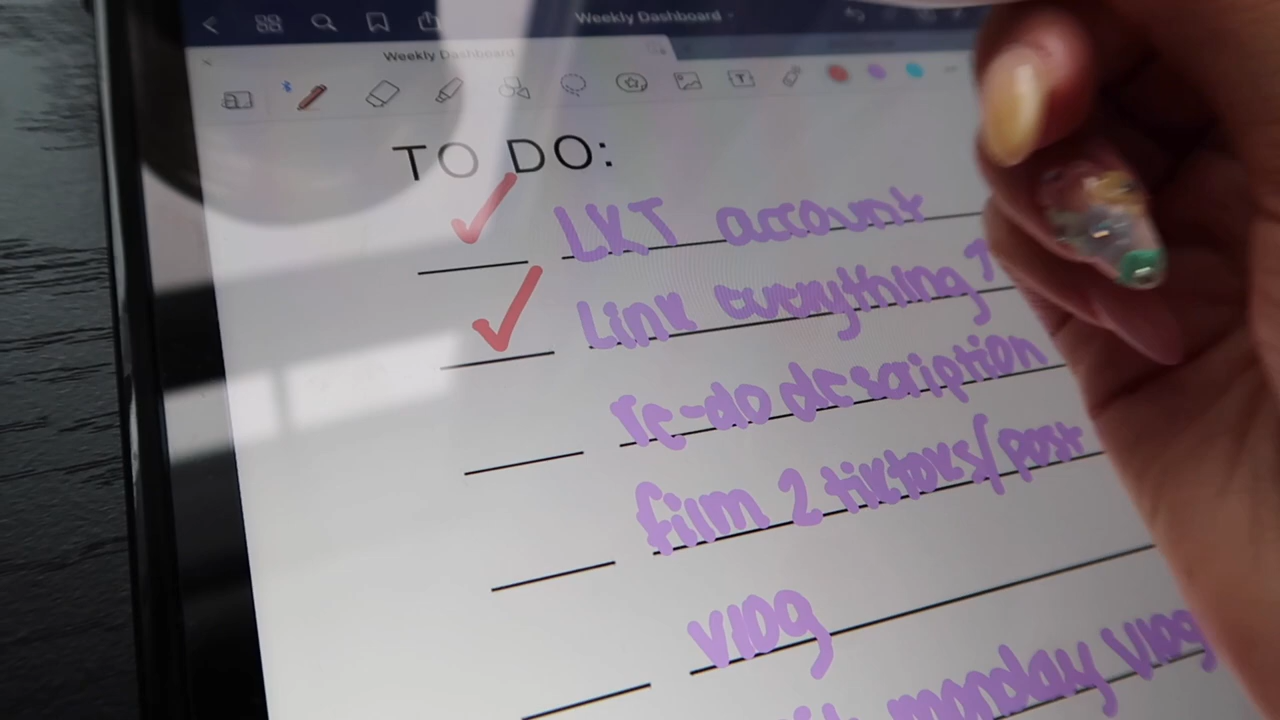 Weekly Dashboard
Weekly Dashboard
T
TO DO:
LKT account
Link everything
re-do description
film 2 tiktoks/post
vlog
monday vlog